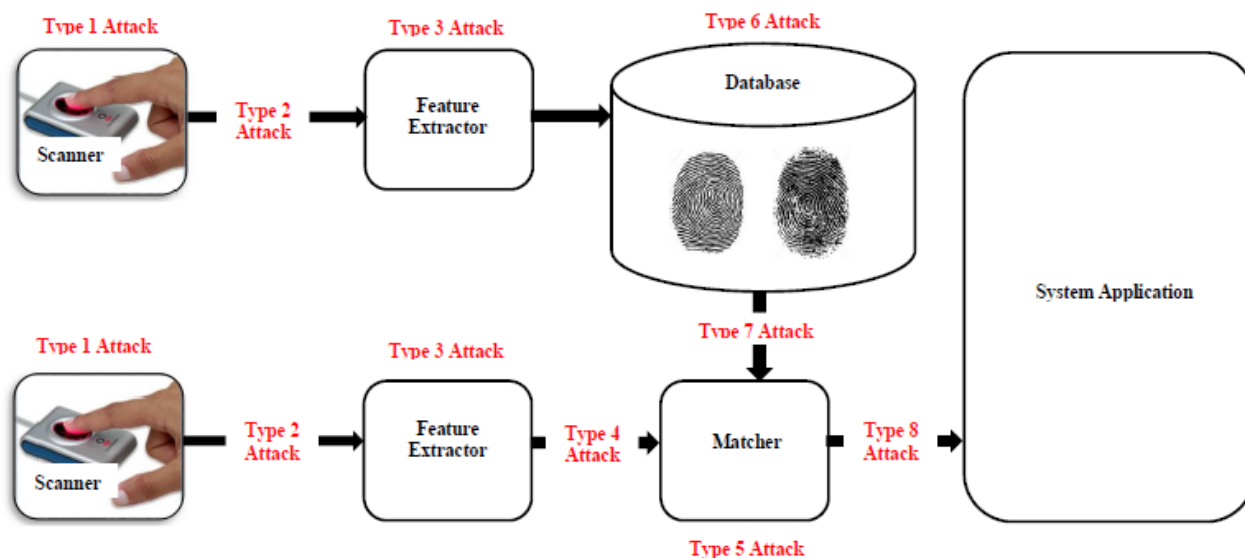 Type 1 Attack
Type 3 Attack
Type 6 Attack
Scanner
Type 2
Attack
Feature
Extractor
Database
System Application
Type 7 Attack
Type 1 Attack
Type 3 Attack
Scanner
Type 2
Attack
Feature
Extractor
Type 4
Attack
Matcher
Type 8
Attack
Type 5 Attack